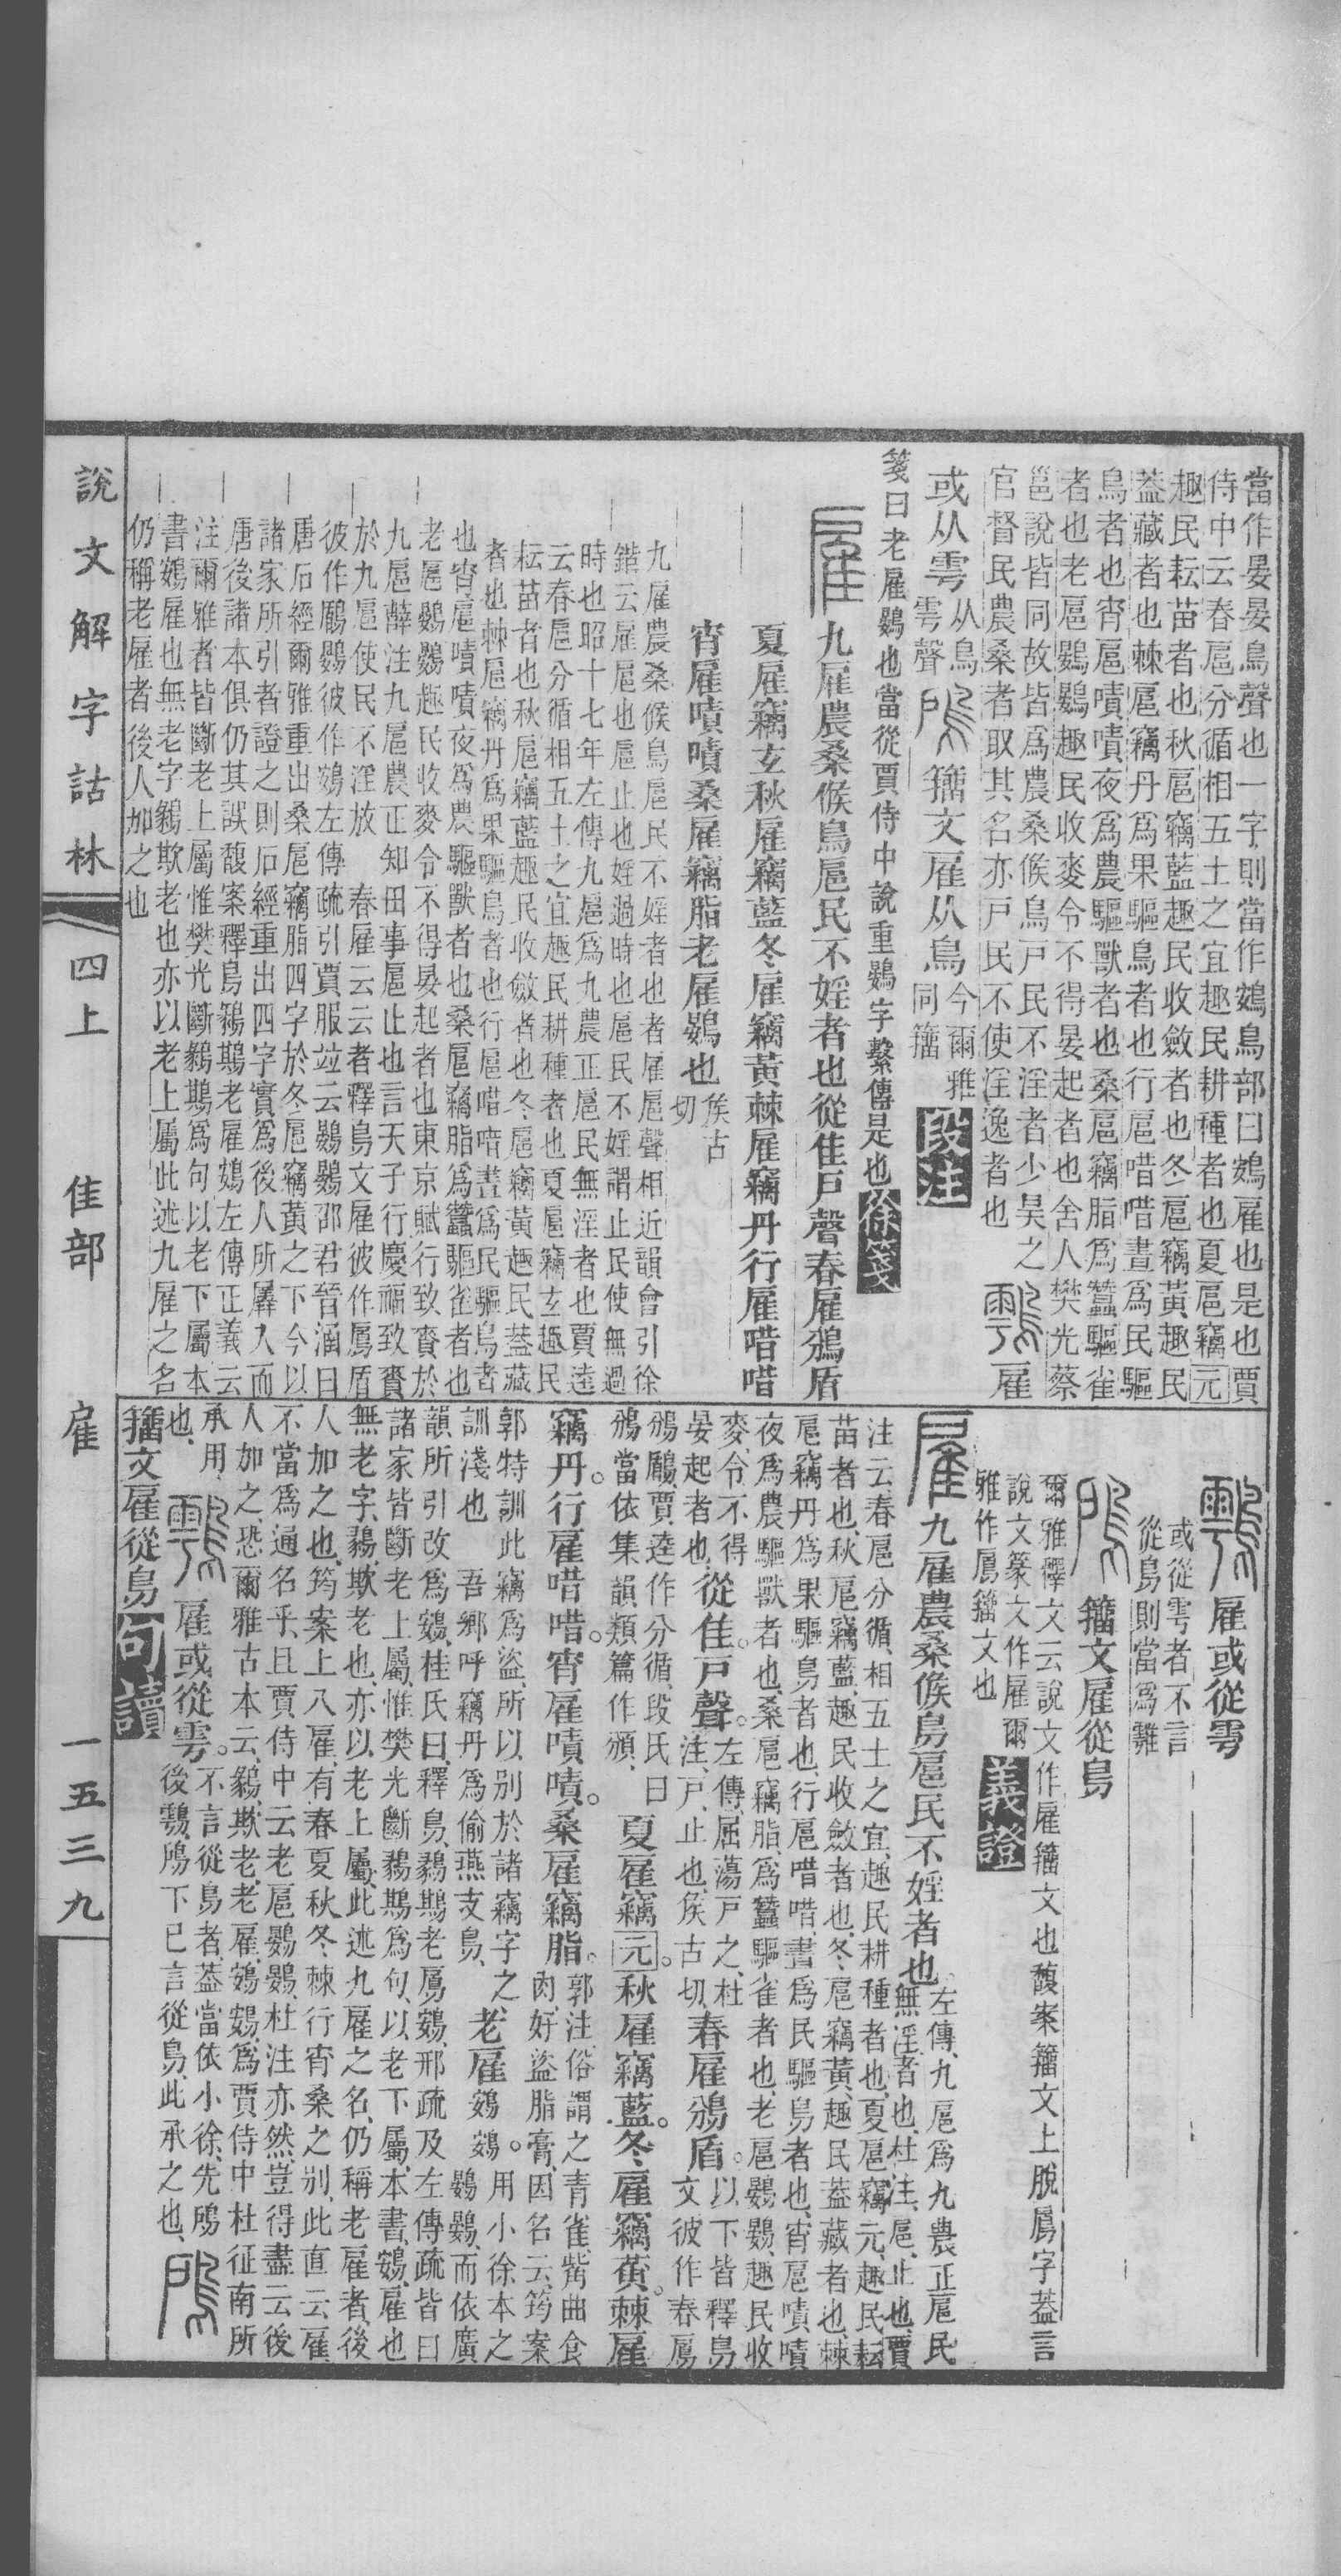 當作晏晏鳥聲也一字則當作鴳鳥部曰鴳雇也是也賈
侍中云春扈分循相五土之宜趣民耕種者也夏扈竊元
趣民耘苗者也秋扈竊藍趣民收斂者也冬扈竊黃趣民
葢藏者也棘扈竊丹爲果驅鳥者也行扈唶唶晝爲民驅
鳥者也宵扈嘖嘖夜爲農驅獸者也桑扈竊脂爲蠶驅雀
者也老扈鷃鷃趣民收麥令不得晏起者也舍人樊光蔡
邕說皆同故皆爲農桑候鳥戶民不淫者少昊之
官督民農桑者取其名亦戶民不使淫逸者也 雇
或从雩从鳥雩聲 籒文雇从鳥今爾雅同籒 段注
箋曰老雇鷃也當從賈侍中說重鷃字繫傳是也 徐箋
雇 九雇農桑候鳥扈民不婬者也從隹戶聲春雇鳻盾
夏雇竊玄秋雇竊藍冬雇竊黃棘雇竊丹行雇唶唶
宵雇嘖嘖桑雇竊脂老雇鷃也矦古切
九雇農桑候鳥扈民不婬者也者雇扈聲相近韻會引徐
鍇云雇扈也扈止也婬過時也扈民不婬謂止民使無過
時也昭十七年左傳九扈爲九農正扈民無淫者也賈逵
云春扈分循相五土之宜趣民耕種者也夏扈竊玄趣民
耘苗者也秋扈竊藍趣民收斂者也冬扈竊黃趣民葢藏
者也棘扈竊丹爲果驅鳥者也行扈唶唶晝爲民驅鳥者
也宵扈嘖嘖夜爲農驅獸者也桑扈竊脂爲蠶驅雀者也
老扈鷃鷃趣民收麥令不得晏起者也東京賦行致賚於
九扈薛注九扈農正知田事扈止也言天子行慶福致賚
於九扈使民不淫放 春雇云云者釋鳥文雇彼作鳸盾
彼作鶞鷃彼作鴳左傳疏引賈服竝云鷃鷃邵君晉涵曰
唐石經爾雅重出桑扈竊脂四字於冬扈竊黃之下今以
諸家所引者證之則石經重出四字實爲後人所羼入而
唐後諸本俱仍其誤馥案釋鳥鶨鶀老雇鴳左傳正義云
注爾雅者皆斷老上屬惟樊光斷鶨鶀爲句以老下屬本
書鴳雇也無老字鶨欺老也亦以老上屬此述九雇之名
仍稱老雇者後人加之也
雇或從雩
或從雩者不言從鳥則當爲䨥
籒文雇從鳥
爾雅釋文云說文作雇籒文也馥案籒文上脫鳸字葢言
說文篆文作雇爾雅作鳸籒文也 義證
雇 九雇農桑候鳥扈民不婬者也左傳九扈爲九農正扈民無淫者也杜注扈止也賈
注云春扈分循相五土之宜趣民耕種者也夏扈竊元趣民耘
苗者也秋扈竊藍趣民收斂者也冬扈竊黃趣民葢藏者也棘
扈竊丹爲果驅鳥者也行扈唶唶晝爲民驅鳥者也宵扈嘖嘖
夜爲農驅獸者也桑扈竊脂爲蠶驅雀者也老扈鷃鷃趣民收
麥令不得晏起者也從隹戶聲左傳屈蕩戶之杜注戶止也矦古切春雇鳻盾以下皆釋鳥文彼作春鳸
鳻鶞賈逵作分循段氏曰鳻當依集韻類篇作頒夏雇竊元秋雇竊藍冬雇竊黃棘雇
竊丹行雇唶唶宵雇嘖嘖桑雇竊脂郭注俗謂之青雀觜曲食肉好盜脂膏因名云筠案
郭特訓此竊爲盜所以別於諸竊字之訓淺也 吾鄉呼竊丹爲偷燕支鳥老雇鴳鴳用小徐本之鷃鷃而依廣
韻所引改爲鴳桂氏曰釋鳥鶨鶀老鳸鴳邢疏及左傳疏皆曰
諸家皆斷老上屬惟樊光斷鶨鶀爲句以老下屬本書鴳雇也
無老字鶨欺老也亦以老上屬此述九雇之名仍稱老雇者後
人加之也筠案上八雇有春夏秋冬棘行宵桑之別此直云雇
不當爲通名乎且賈侍中云老扈鷃鷃杜注亦然豈得盡云後
人加之恐爾雅古本云鶨欺老老雇鴳鴳爲賈侍中杜征南所
承用也 雇或從雩不言從鳥者葢當依小徐先鳸後䨥鳸下已言從鳥此承之也
籒文雇從鳥 句讀
說文解字詁林 四上 隹部 雇 一五三九